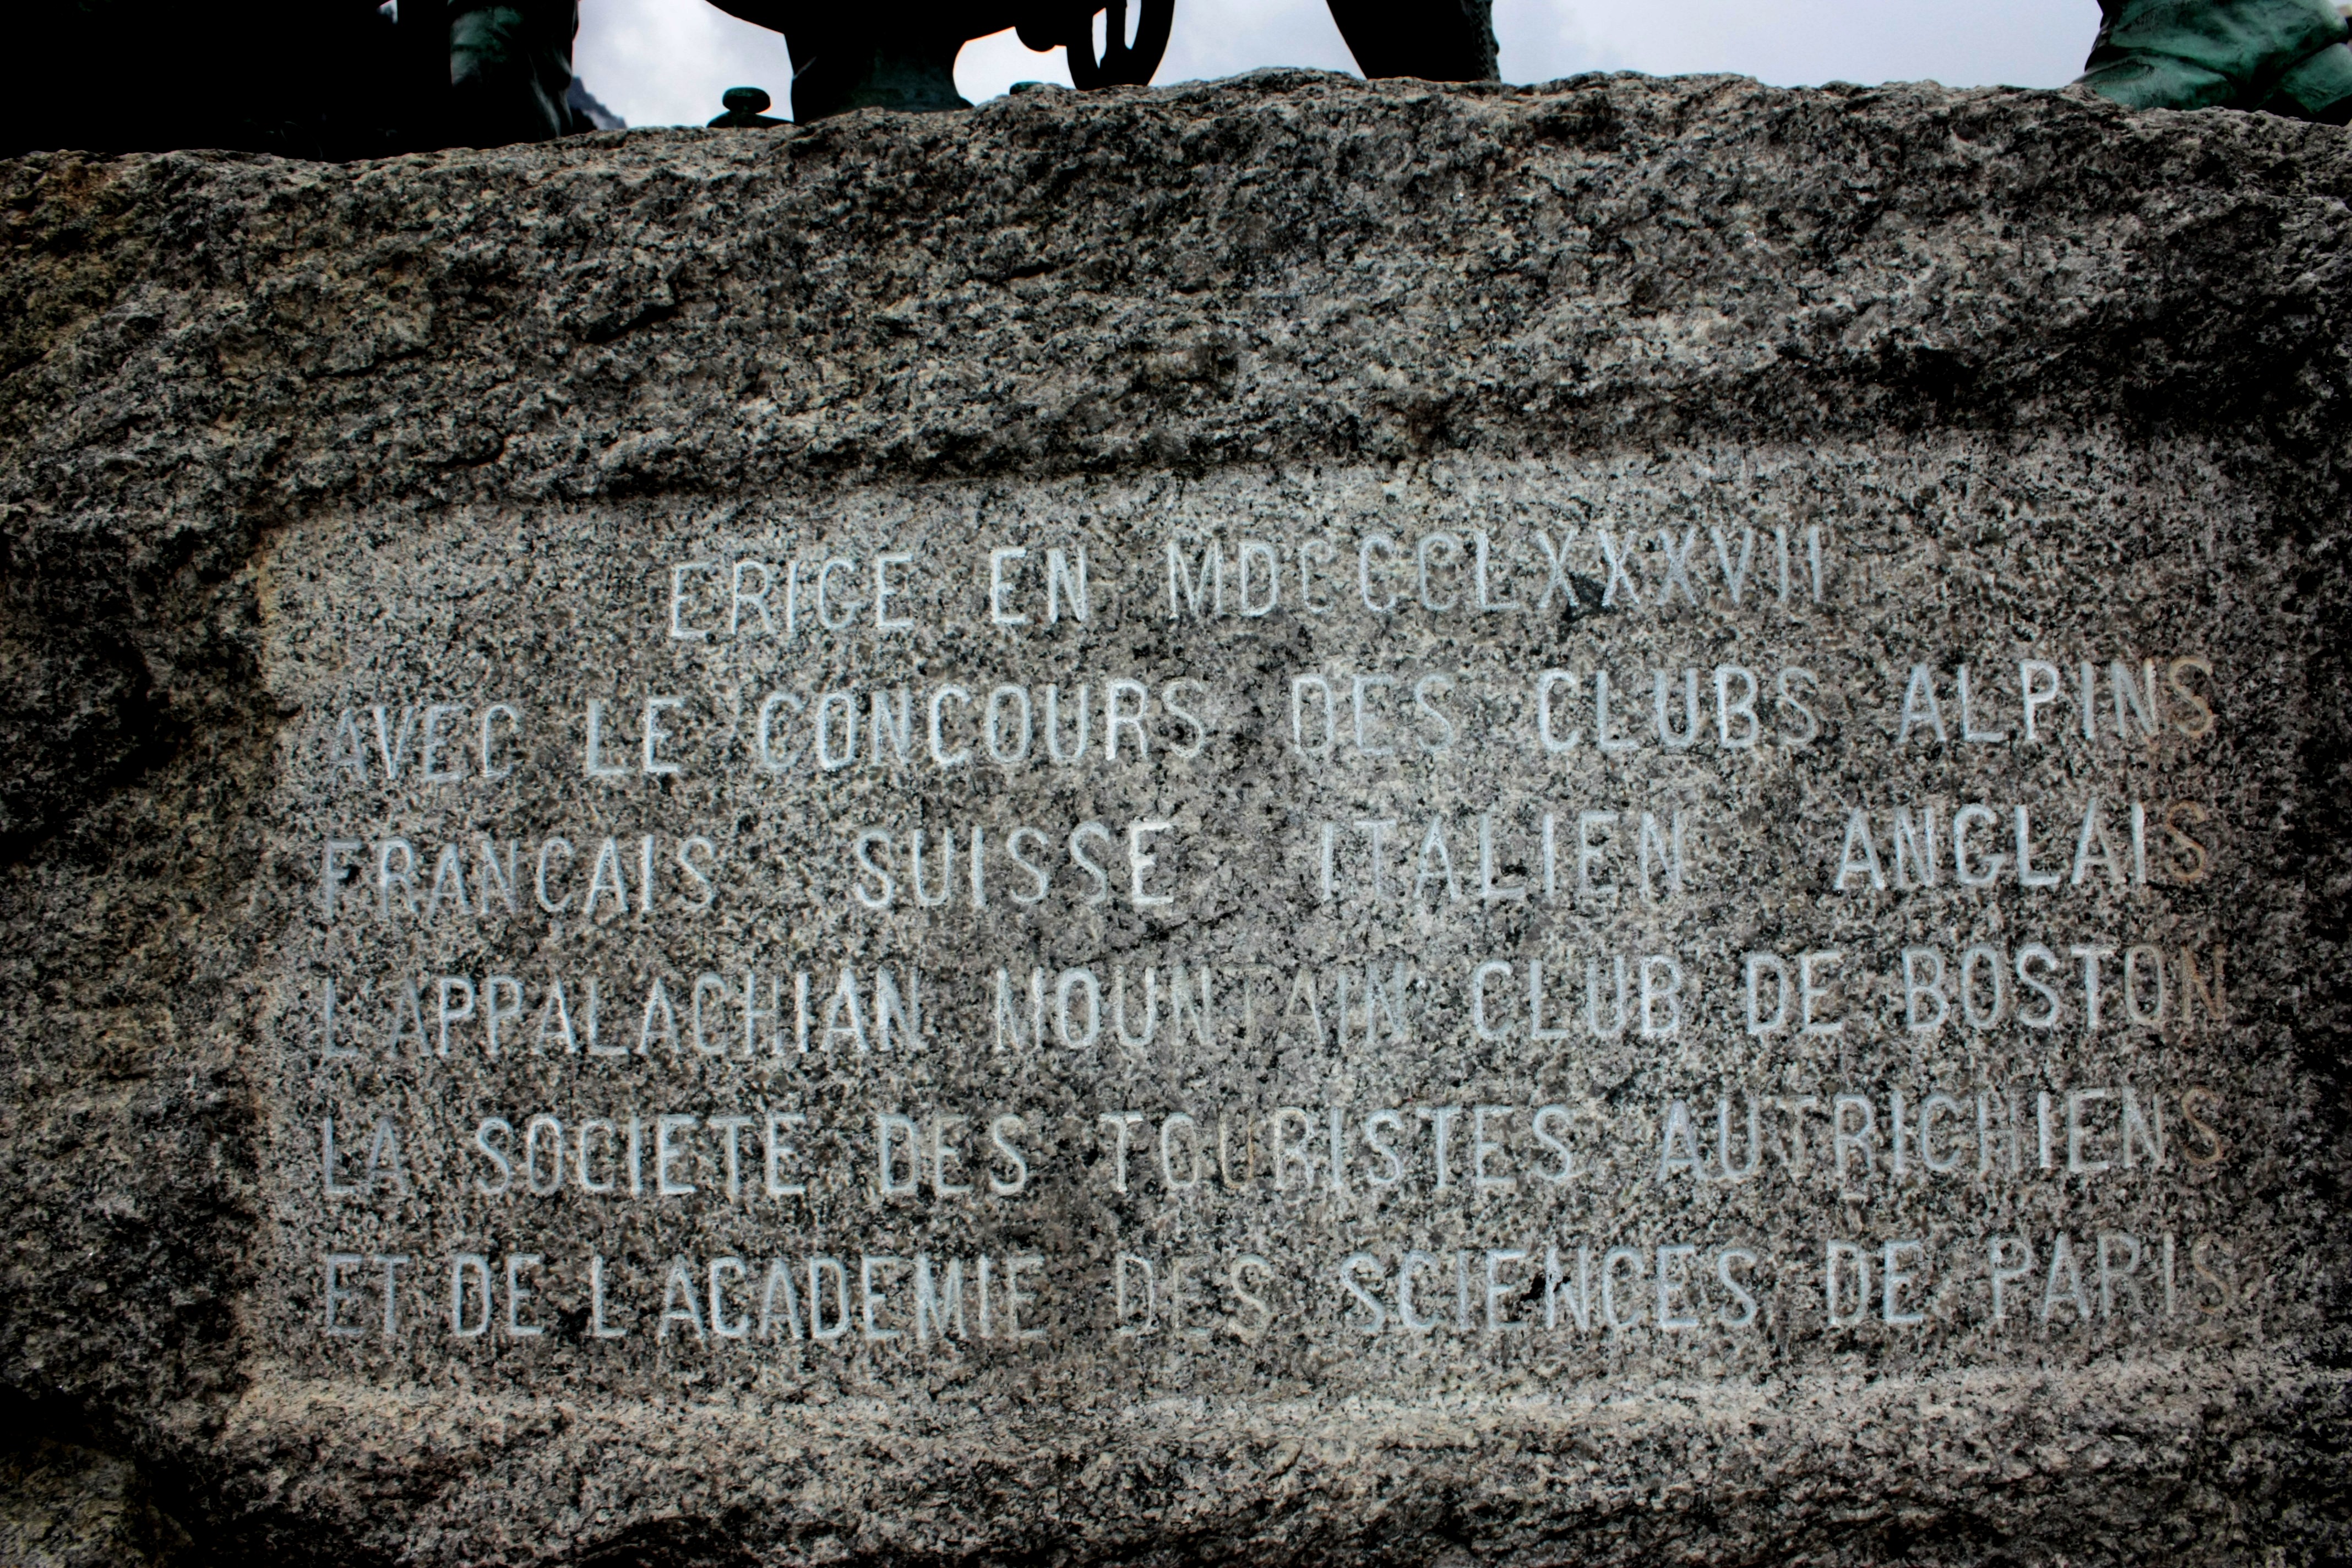 ERIGE EN MDCCCLXXXVII
AVEC LE CONCOURS DES CLUBS ALPINS
FRANCAIS SUISSE ITALIEN ANGLAIS
L'APPALACHIAN MOUNTAIN CLUB DE BOSTON
LA SOCIETE DES TOURISTES AUTRICHIENS
ET DE L'ACADEMIE DES SCIENCES DE PARIS